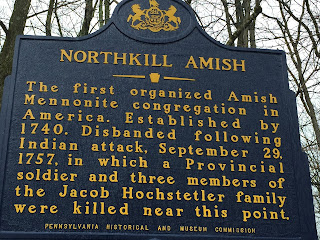 NORTHKILL AMISH
The first organized Amish
Mennonite congregation in
America. Established by
1740. Disbanded following
Indian attack, September 29,
1757, in which a Provincial
soldier and three members of
the Jacob Hochstetler family
were killed near this point.
PENNSYLVANIA HISTORICAL AND MUSEUM COMMISSION